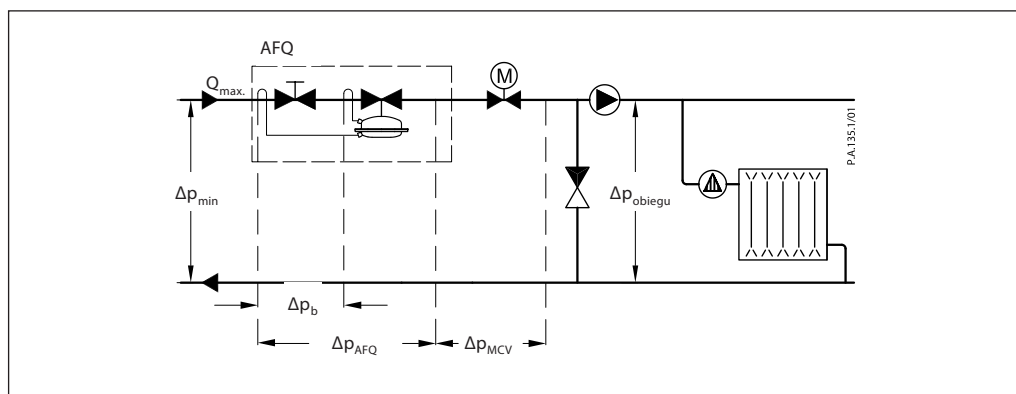 AFQ
M
Qmax.
P.A.135.1/01
Δpmin
Δpobiegu
Δpb
ΔpAFQ
ΔpMCV